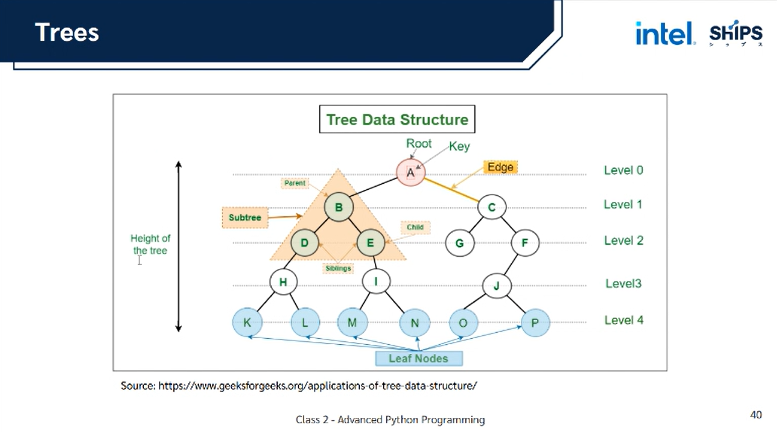 Trees
intel.
SHIPS
シップス
Tree Data Structure
Root
Key
A
Edge
Level 0
Parent
B
C
Level 1
Subtree
Child
D
E
G
F
Level 2
Height of
the tree
Siblings
H
I
J
Level3
K
L
M
N
O
P
Level 4
Leaf Nodes
Source: https://www.geeksforgeeks.org/applications-of-tree-data-structure/
Class 2 - Advanced Python Programming
40